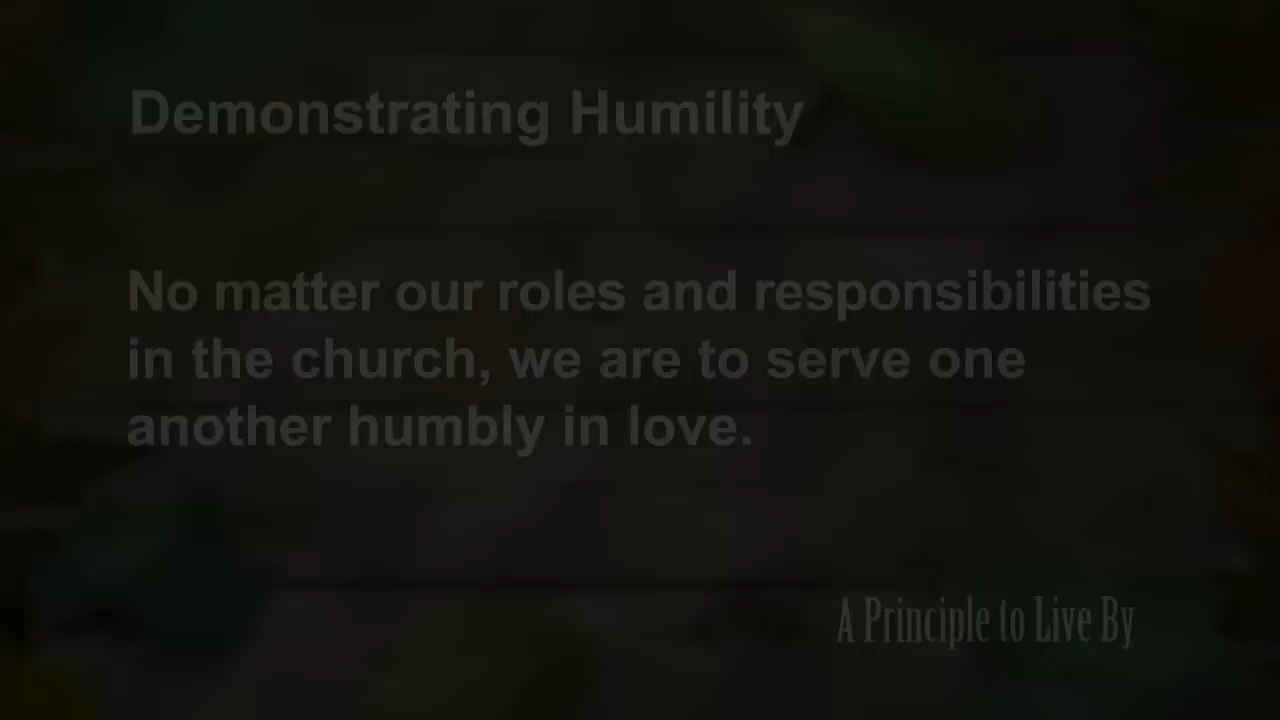 Demonstrating Humility
No matter our roles and responsibilities
in the church, we are to serve one
another humbly in love.
A Principle to Live By